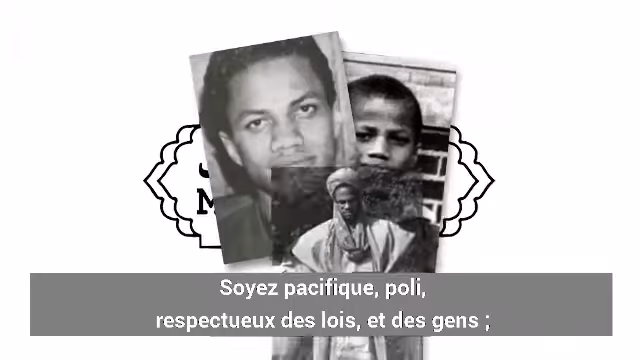 Soyez pacifique, poli,
respectueux des lois, et des gens ;